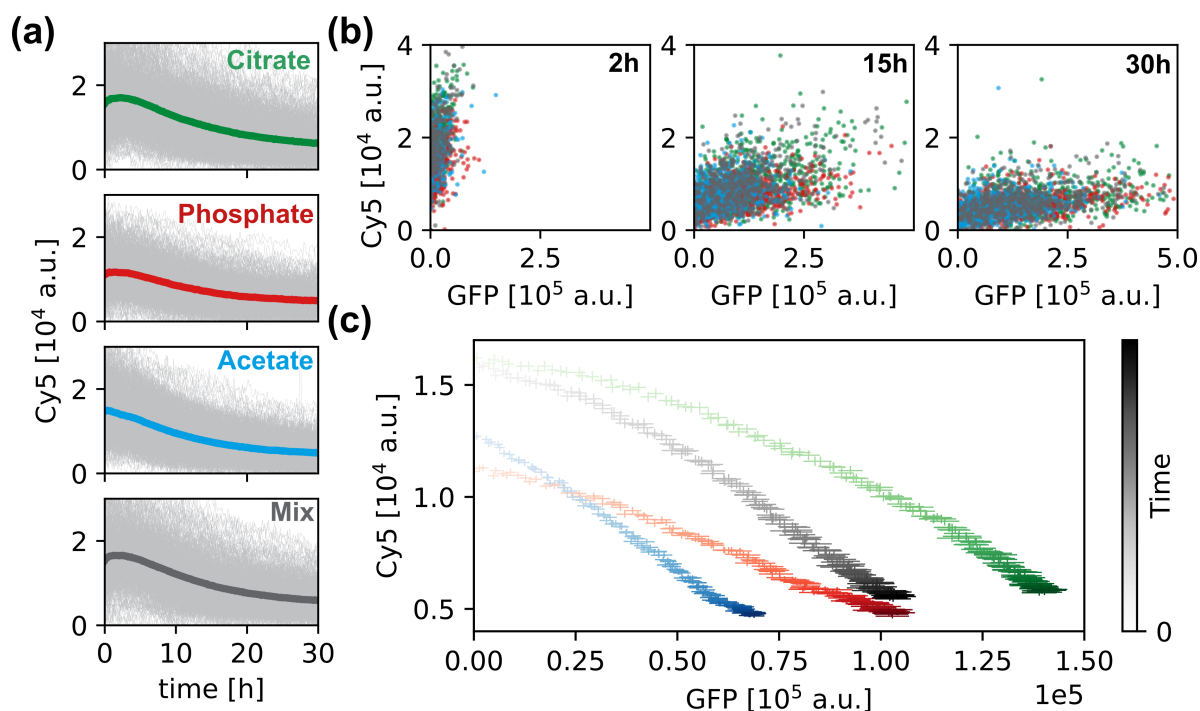 (a)
Cy5 [10⁴ a.u.]
Citrate
2
0
Phosphate
2
0
Acetate
2
0
Mix
2
0
0 10 20 30
time [h]
(b)
Cy5 [10⁴ a.u.]
4
2
0
2h
0.0 2.5
GFP [10⁵ a.u.]
4
2
0
15h
0.0 2.5
GFP [10⁵ a.u.]
4
2
0
30h
0.0 2.5 5.0
GFP [10⁵ a.u.]
(c)
Cy5 [10⁴ a.u.]
1.5
1.0
0.5
0.00 0.25 0.50 0.75 1.00 1.25 1.50
1e5
GFP [10⁵ a.u.]
Time
0